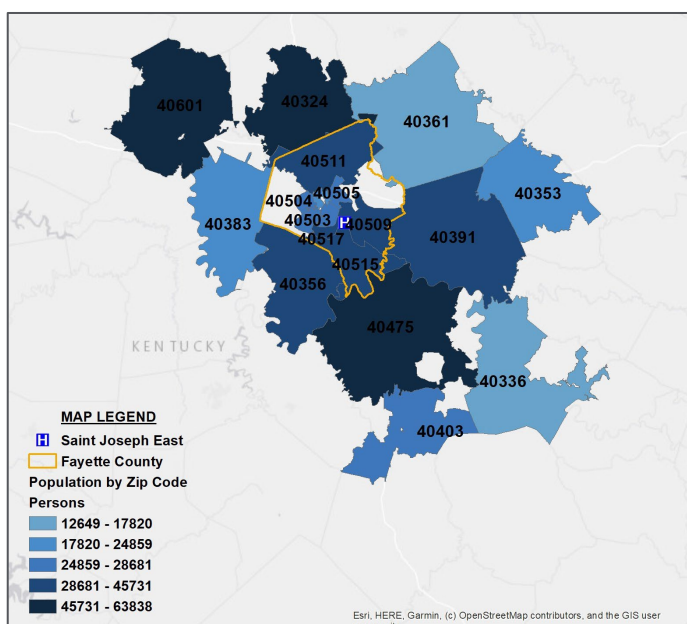 40601
40324
40361
40511
40353
40505
40504
40383
40503
40509
40517
40391
40515
40356
40475
KENTUCKY
40336
40403
MAP LEGEND
H Saint Joseph East
Fayette County
Population by Zip Code
Persons
12649 - 17820
17820 - 24859
24859 - 28681
28681 - 45731
45731 - 63838
Esri, HERE, Garmin, (c) OpenStreetMap contributors, and the GIS user